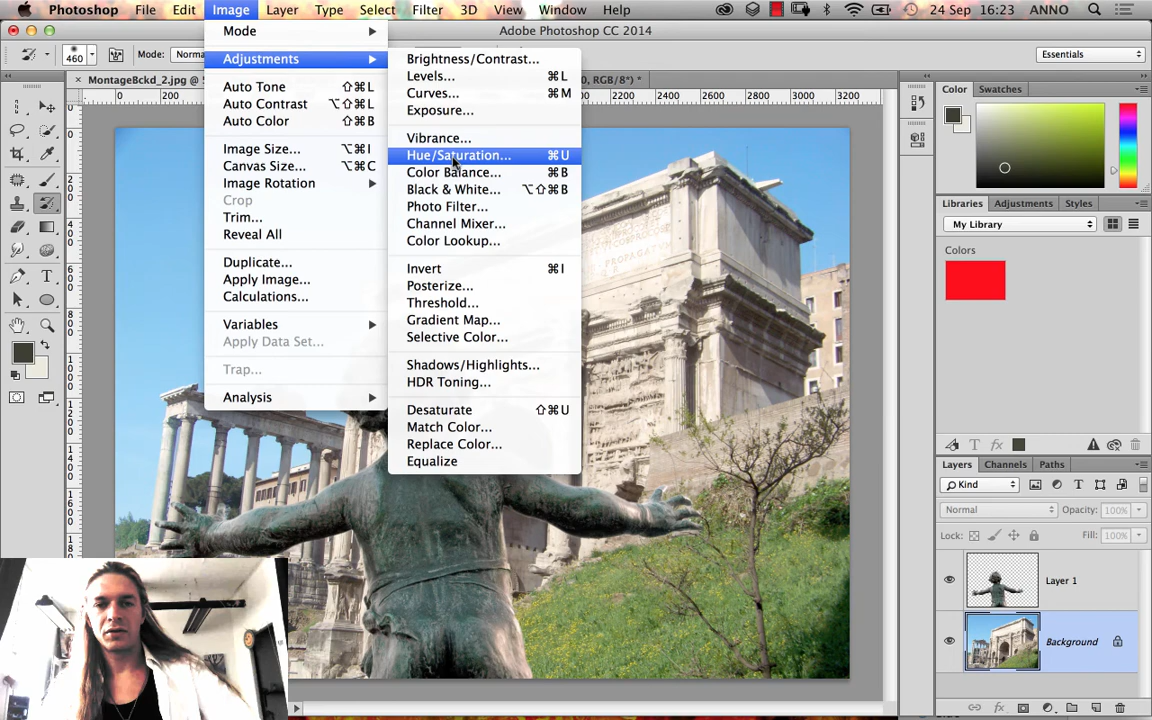 Photoshop File Edit Image Layer Type Select Filter 3D View Window Help 24 Sep 16:23 ANNO
Adobe Photoshop CC 2014
460 Mode: Norma Essentials
MontageBckd_2.jpg @ 0, RGB/8*) *
0 200 2200 2400 2600 2800 3000 3200
Mode
Adjustments
Auto Tone ⇧⌘L
Auto Contrast ⌥⇧⌘L
Auto Color ⇧⌘B
Image Size... ⌥⌘I
Canvas Size... ⌥⌘C
Image Rotation
Crop
Trim...
Reveal All
Duplicate...
Apply Image...
Calculations...
Variables
Apply Data Set...
Trap...
Analysis
Brightness/Contrast...
Levels... ⌘L
Curves... ⌘M
Exposure...
Vibrance...
Hue/Saturation... ⌘U
Color Balance... ⌘B
Black & White... ⌥⇧⌘B
Photo Filter...
Channel Mixer...
Color Lookup...
Invert ⌘I
Posterize...
Threshold...
Gradient Map...
Selective Color...
Shadows/Highlights...
HDR Toning...
Desaturate ⇧⌘U
Match Color...
Replace Color...
Equalize
Color Swatches
Libraries Adjustments Styles
My Library
Colors
Layers Channels Paths
Kind
Normal Opacity: 100%
Lock: Fill: 100%
Layer 1
Background